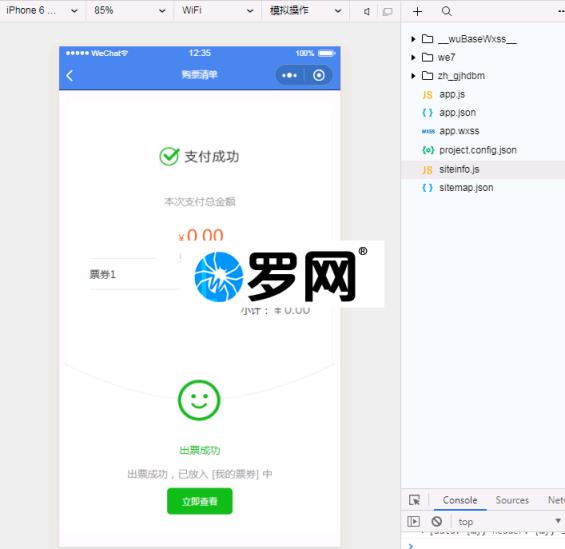 iPhone 6 ... 85% WiFi 模拟操作
WeChat 12:35 100%
购票清单
支付成功
本次支付总金额
¥0.00
票券1
罗网®
小计：¥0.00
出票成功
出票成功，已放入 [我的票券] 中
立即查看
__wuBaseWxss__
we7
zh_gjhdbm
JS app.js
{ } app.json
wxss app.wxss
{o} project.config.json
JS siteinfo.js
{ } sitemap.json
Console Sources Netw
top